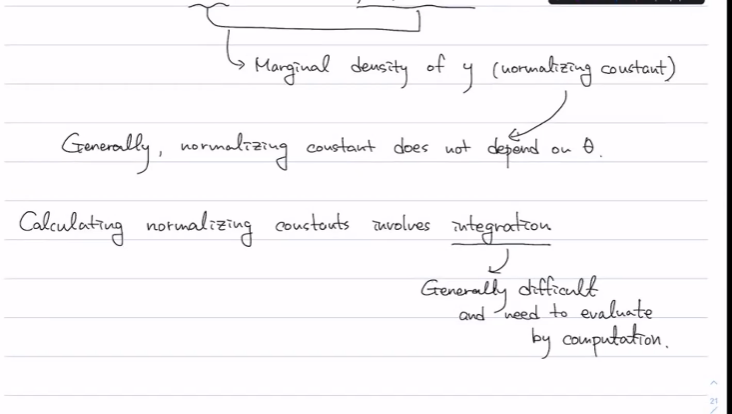 Marginal density of y (normalizing constant)
Generally, normalizing constant does not depend on θ.
Calculating normalizing constants involves integration
Generally difficult
and need to evaluate
by computation.
21